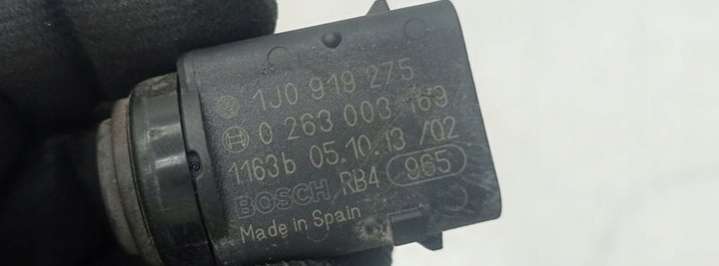 1J0 919 275
0 263 003 169
1163b 05.10.13 /02
BOSCH RB4 965
Made in Spain